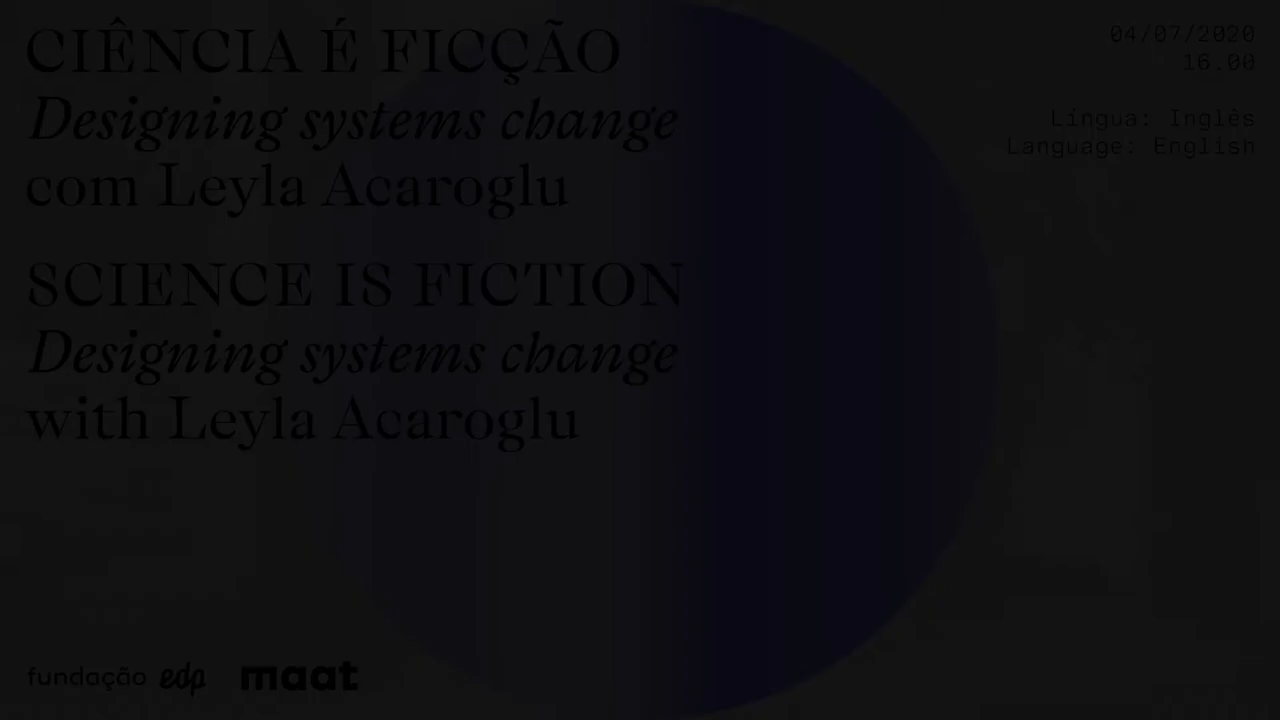 CIÊNCIA É FICÇÃO
Designing systems change
com Leyla Acaroglu
SCIENCE IS FICTION
Designing systems change
with Leyla Acaroglu
04/07/2020
16.00
Língua: Inglês
Language: English
fundação edp maat